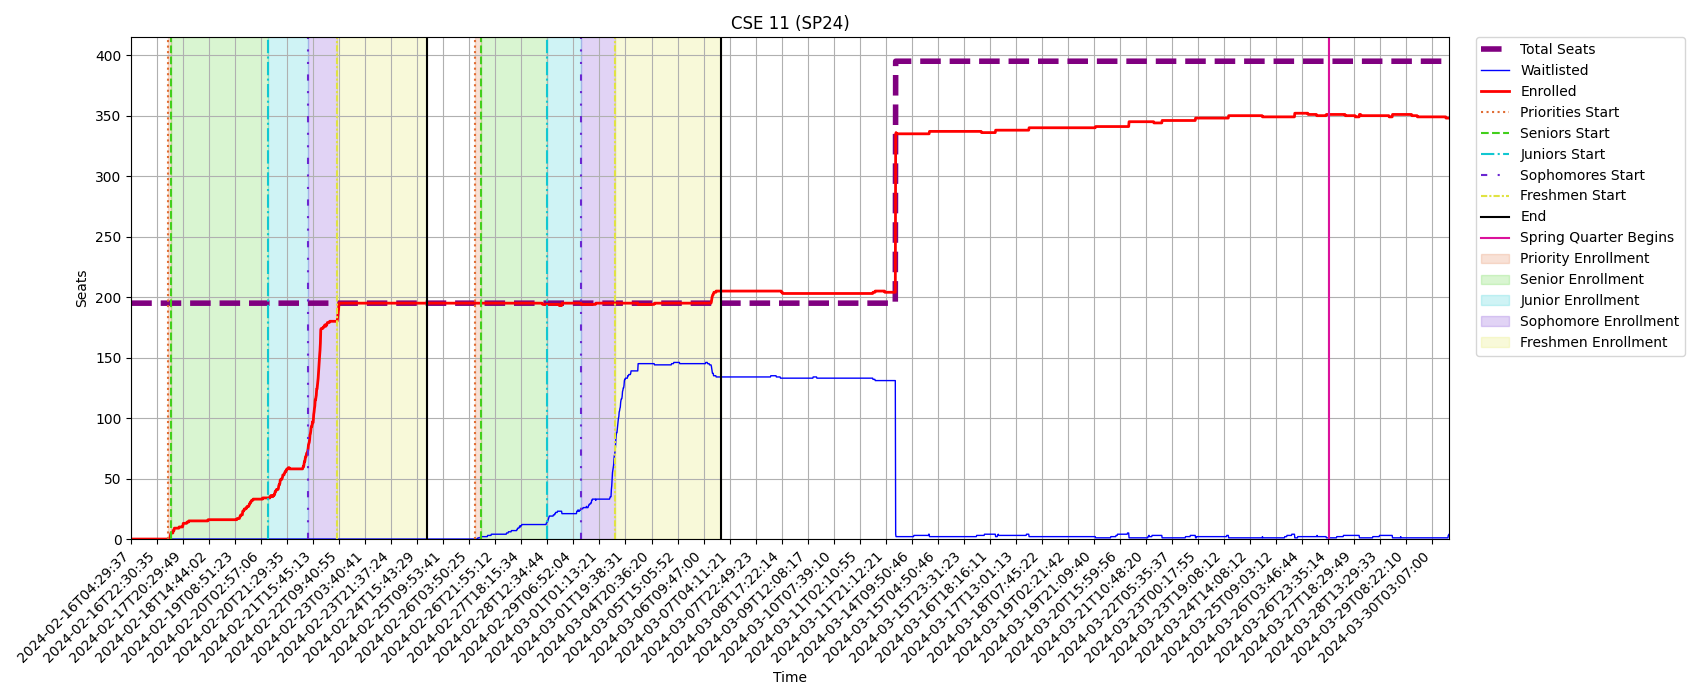 CSE 11 (SP24)
Seats
400
350
300
250
200
150
100
50
0
2024-02-16T04:29:37
2024-02-16T22:30:35
2024-02-17T20:29:49
2024-02-18T14:44:02
2024-02-19T08:51:23
2024-02-20T02:57:06
2024-02-20T21:29:35
2024-02-21T15:45:13
2024-02-22T09:40:55
2024-02-23T03:40:41
2024-02-23T21:37:24
2024-02-24T15:43:29
2024-02-25T09:53:41
2024-02-26T03:50:25
2024-02-26T21:55:12
2024-02-27T18:15:34
2024-02-28T12:34:44
2024-02-29T06:52:04
2024-03-01T01:13:21
2024-03-01T19:38:31
2024-03-04T20:36:20
2024-03-05T15:05:52
2024-03-06T09:47:00
2024-03-07T04:11:21
2024-03-07T22:49:23
2024-03-08T17:22:14
2024-03-09T12:08:17
2024-03-10T07:39:10
2024-03-11T02:10:55
2024-03-11T21:12:21
2024-03-14T09:50:46
2024-03-15T04:50:46
2024-03-15T23:31:23
2024-03-16T18:16:11
2024-03-17T13:01:13
2024-03-18T07:45:22
2024-03-19T02:21:42
2024-03-19T21:09:40
2024-03-20T15:59:56
2024-03-21T10:48:20
2024-03-22T05:35:37
2024-03-23T00:17:55
2024-03-23T19:08:12
2024-03-24T14:08:12
2024-03-25T09:03:12
2024-03-26T03:46:44
2024-03-26T23:35:14
2024-03-27T18:29:49
2024-03-28T13:29:33
2024-03-29T08:22:10
2024-03-30T03:07:00
Time
Total Seats
Waitlisted
Enrolled
Priorities Start
Seniors Start
Juniors Start
Sophomores Start
Freshmen Start
End
Spring Quarter Begins
Priority Enrollment
Senior Enrollment
Junior Enrollment
Sophomore Enrollment
Freshmen Enrollment